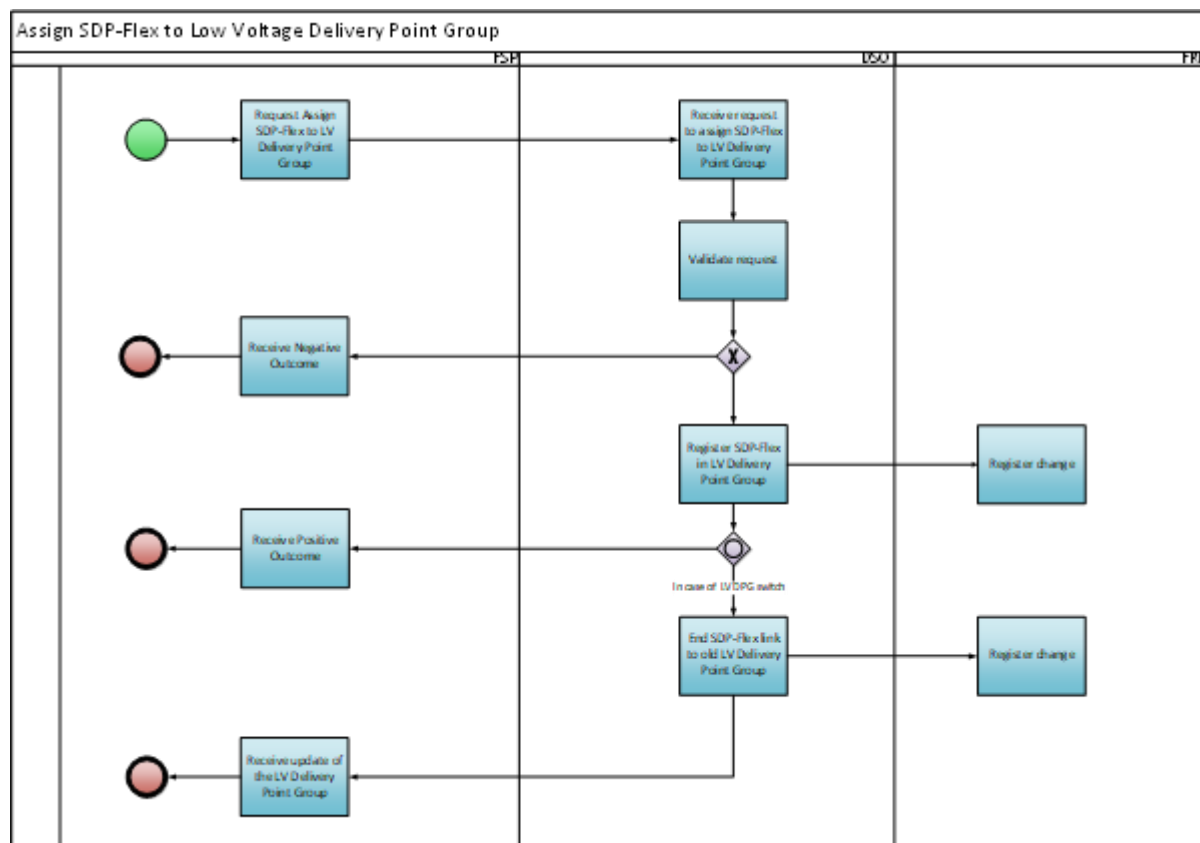 Assign SDP-Flex to Low Voltage Delivery Point Group
FSP
DSO
Request Assign
SDP-Flex to LV
Delivery Point
Group
Receive request
to assign SDP-Flex
to LV Delivery
Point Group
Validate request
Receive Negative
Outcome
X
Register SDP-Flex
in LV Delivery
Point Group
Register change
Receive Positive
Outcome
In case of LVDPG switch
End SDP-Flex link
to old LV Delivery
Point Group
Register change
Receive update of
the LV Delivery
Point Group